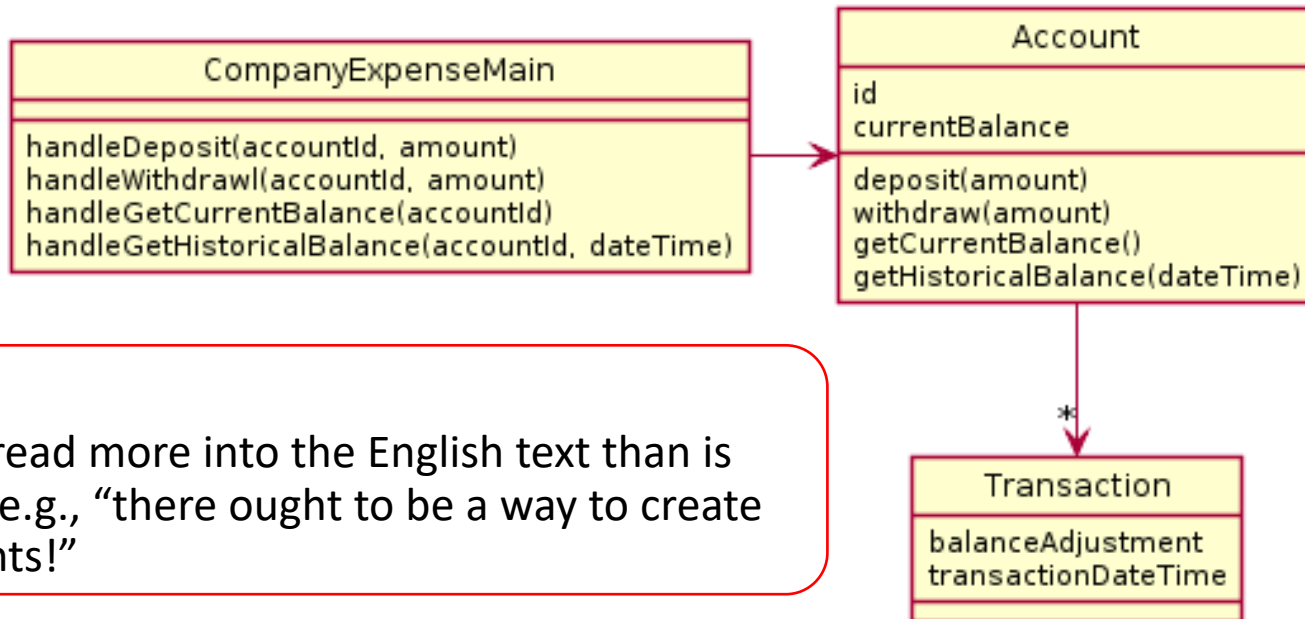 CompanyExpenseMain
handleDeposit(accountId, amount)
handleWithdrawl(accountId, amount)
handleGetCurrentBalance(accountId)
handleGetHistoricalBalance(accountId, dateTime)
Account
id
currentBalance
deposit(amount)
withdraw(amount)
getCurrentBalance()
getHistoricalBalance(dateTime)
*
read more into the English text than is
e.g., “there ought to be a way to create
nts!”
Transaction
balanceAdjustment
transactionDateTime